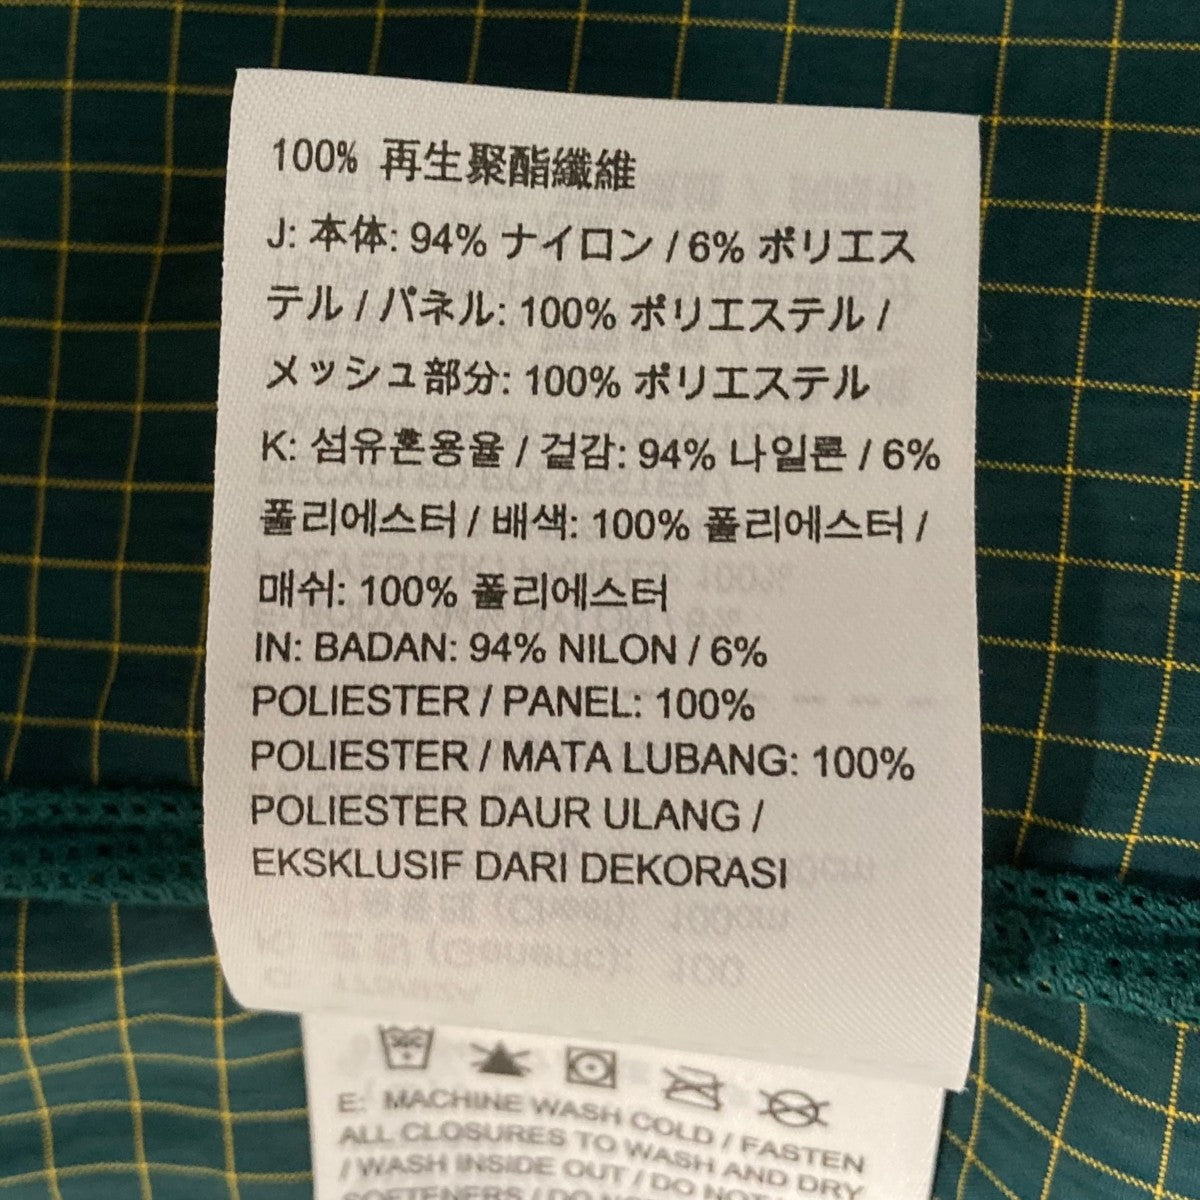 100% 再生聚酯纖維
J: 本体: 94% ナイロン / 6% ポリエス
テル / パネル: 100% ポリエステル /
メッシュ部分: 100% ポリエステル
K: 섬유혼용율 / 겉감: 94% 나일론 / 6%
폴리에스터 / 배색: 100% 폴리에스터 /
매쉬: 100% 폴리에스터
IN: BADAN: 94% NILON / 6%
POLIESTER / PANEL: 100%
POLIESTER / MATA LUBANG: 100%
POLIESTER DAUR ULANG /
EKSKLUSIF DARI DEKORASI
E: MACHINE WASH COLD / FASTEN
ALL CLOSURES TO WASH AND DRY
/ WASH INSIDE OUT / DO NOT
SOFTENERS / DO